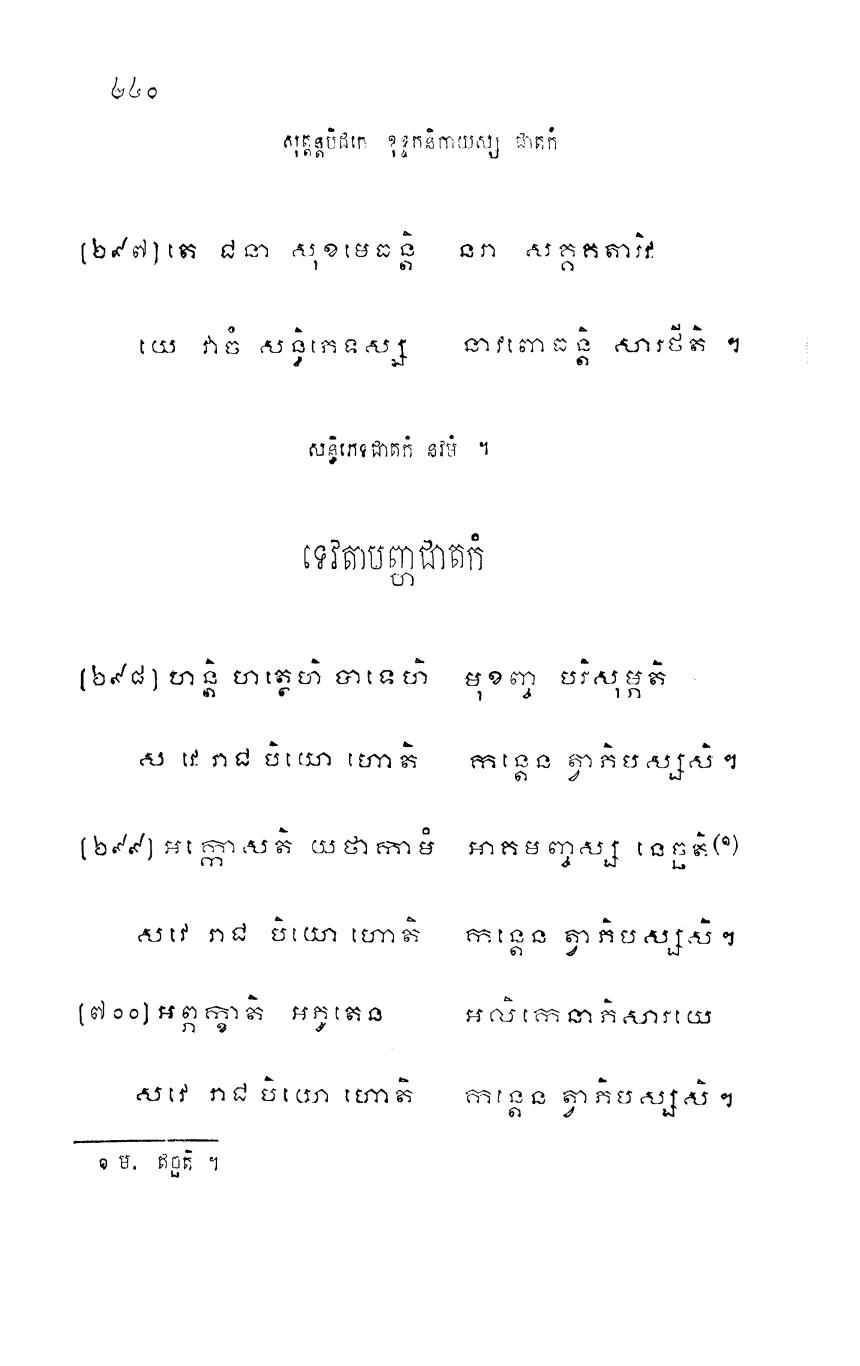 ២៤០
សុត្តន្តបិដកេ ខុទ្ទកនិកាយស្ស ជាតកំ
[៦៩៧] តេ ជនា សុខមេធន្តិ នរា សគ្គគតារិវ
យេ វាចំ សន្ធិភេទស្ស នាវពោធន្តិ សារថីតិ ។
សន្ធិភេទជាតកំ នវមំ ។
ទេវតាបញ្ហជាតកំ
[៦៩៨] ហន្តិ ហត្ថេហិ បាទេហិ មុខញ្ច បរិសុម្ភតិ
ស វេ រាជ បិយោ ហោតិ កន្តេន ត្វាភិបស្សសិ ។
[៦៩៩] អក្កោសតិ យថាកាមំ អាគមញ្ចស្ស នេច្ឆតិ(១)
ស វេ រាជ បិយោ ហោតិ កន្តេន ត្វាភិបស្សសិ ។
[៧០០] អព្ភក្ខាតិ អភូតេន អលិកេនាភិសារយេ
ស វេ រាជ បិយោ ហោតិ កន្តេន ត្វាភិបស្សសិ ។
១ ម. ឥច្ឆតិ ។